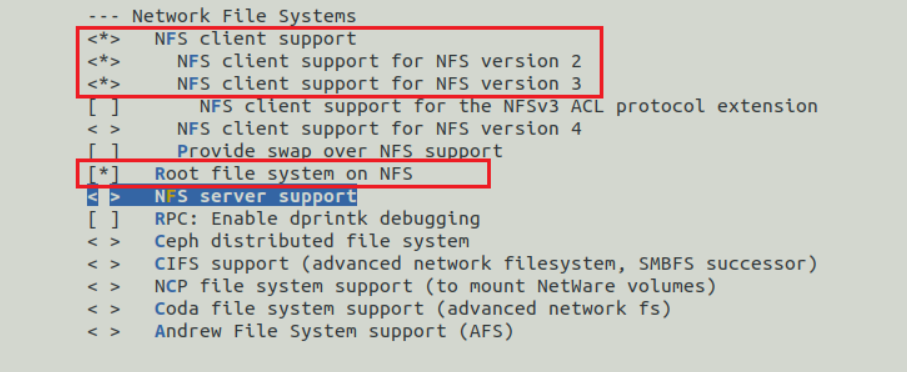 --- Network File Systems
<*> NFS client support
<*> NFS client support for NFS version 2
<*> NFS client support for NFS version 3
[ ] NFS client support for the NFSv3 ACL protocol extension
< > NFS client support for NFS version 4
[ ] Provide swap over NFS support
[*] Root file system on NFS
< > NFS server support
[ ] RPC: Enable dprintk debugging
< > Ceph distributed file system
< > CIFS support (advanced network filesystem, SMBFS successor)
< > NCP file system support (to mount NetWare volumes)
< > Coda file system support (advanced network fs)
< > Andrew File System support (AFS)